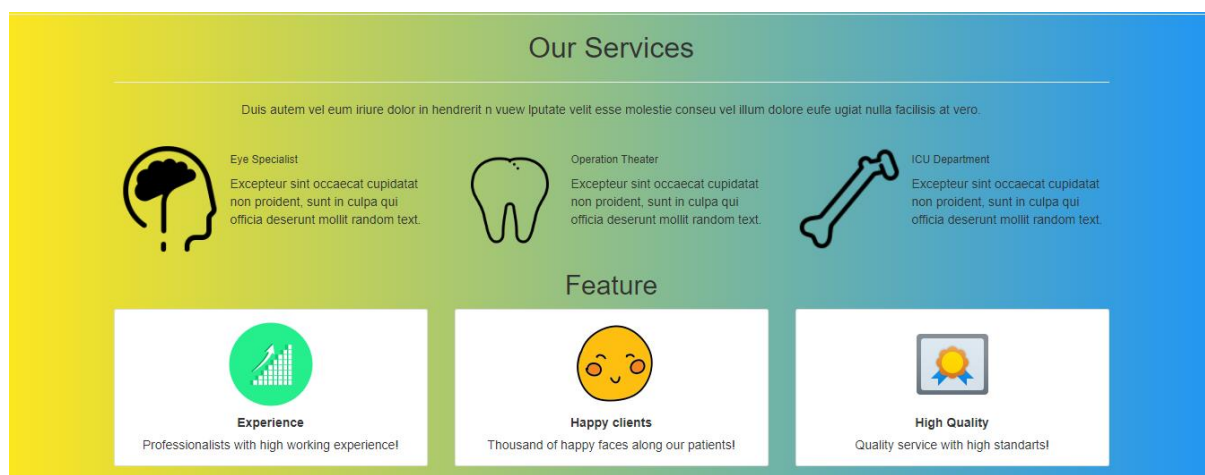 Our Services
Duis autem vel eum iriure dolor in hendrerit n vuew lputate velit esse molestie conseu vel illum dolore eufe ugiat nulla facilisis at vero.
Eye Specialist
Excepteur sint occaecat cupidatat
non proident, sunt in culpa qui
officia deserunt mollit random text.
Operation Theater
Excepteur sint occaecat cupidatat
non proident, sunt in culpa qui
officia deserunt mollit random text.
ICU Department
Excepteur sint occaecat cupidatat
non proident, sunt in culpa qui
officia deserunt mollit random text.
Feature
Experience
Professionalists with high working experience!
Happy clients
Thousand of happy faces along our patients!
High Quality
Quality service with high standarts!